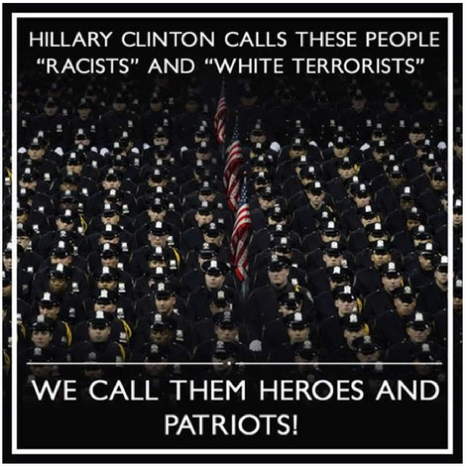 HILLARY CLINTON CALLS THESE PEOPLE
“RACISTS” AND “WHITE TERRORISTS”
WE CALL THEM HEROES AND
PATRIOTS!